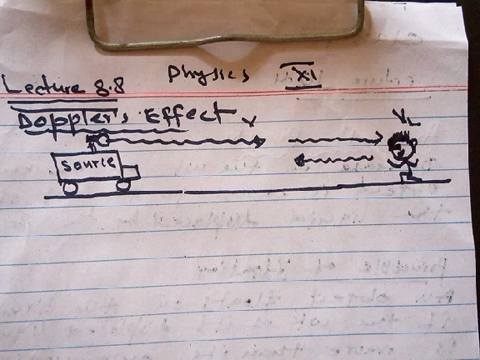 Physics XI
Lecture 8.8
Doppler's Effect
V
VL
Source